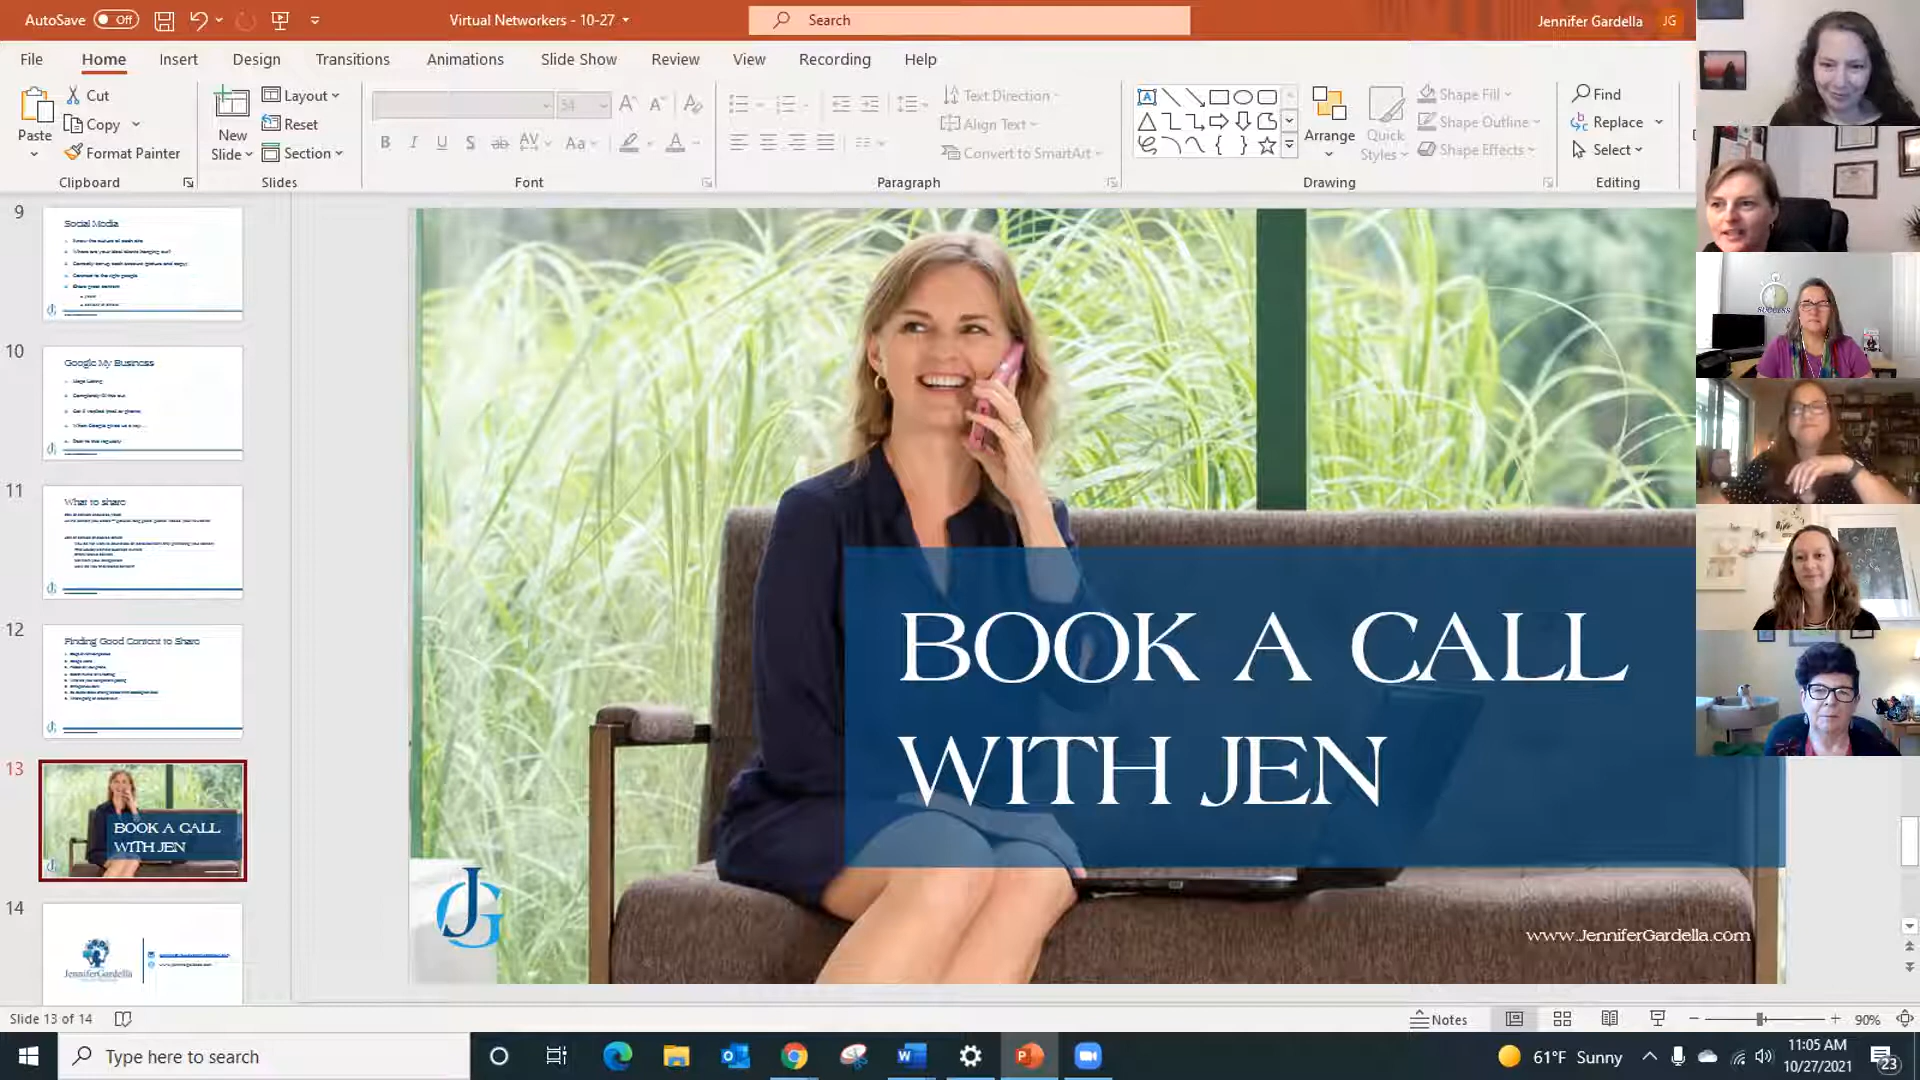 AutoSave Off
Virtual Networkers - 10-27
Search
Jennifer Gardella JG
File Home Insert Design Transitions Animations Slide Show Review View Recording Help
Paste
Cut
Copy
Format Painter
Clipboard
New
Slide
Layout
Reset
Section
Slides
54
Font
Text Direction
Align Text
Convert to SmartArt
Paragraph
Arrange
Quick
Styles
Shape Fill
Shape Outline
Shape Effects
Drawing
Find
Replace
Select
Editing
9
Social Media
10
Google My Business
11
What to share
12
Finding Good Content to Share
13
BOOK A CALL
WITH JEN
14
JenniferGardella
BOOK A CALL
WITH JEN
JG
www.JenniferGardella.com
SUCCESS
Slide 13 of 14
Notes
90%
Type here to search
61°F Sunny
11:05 AM
10/27/2021
23